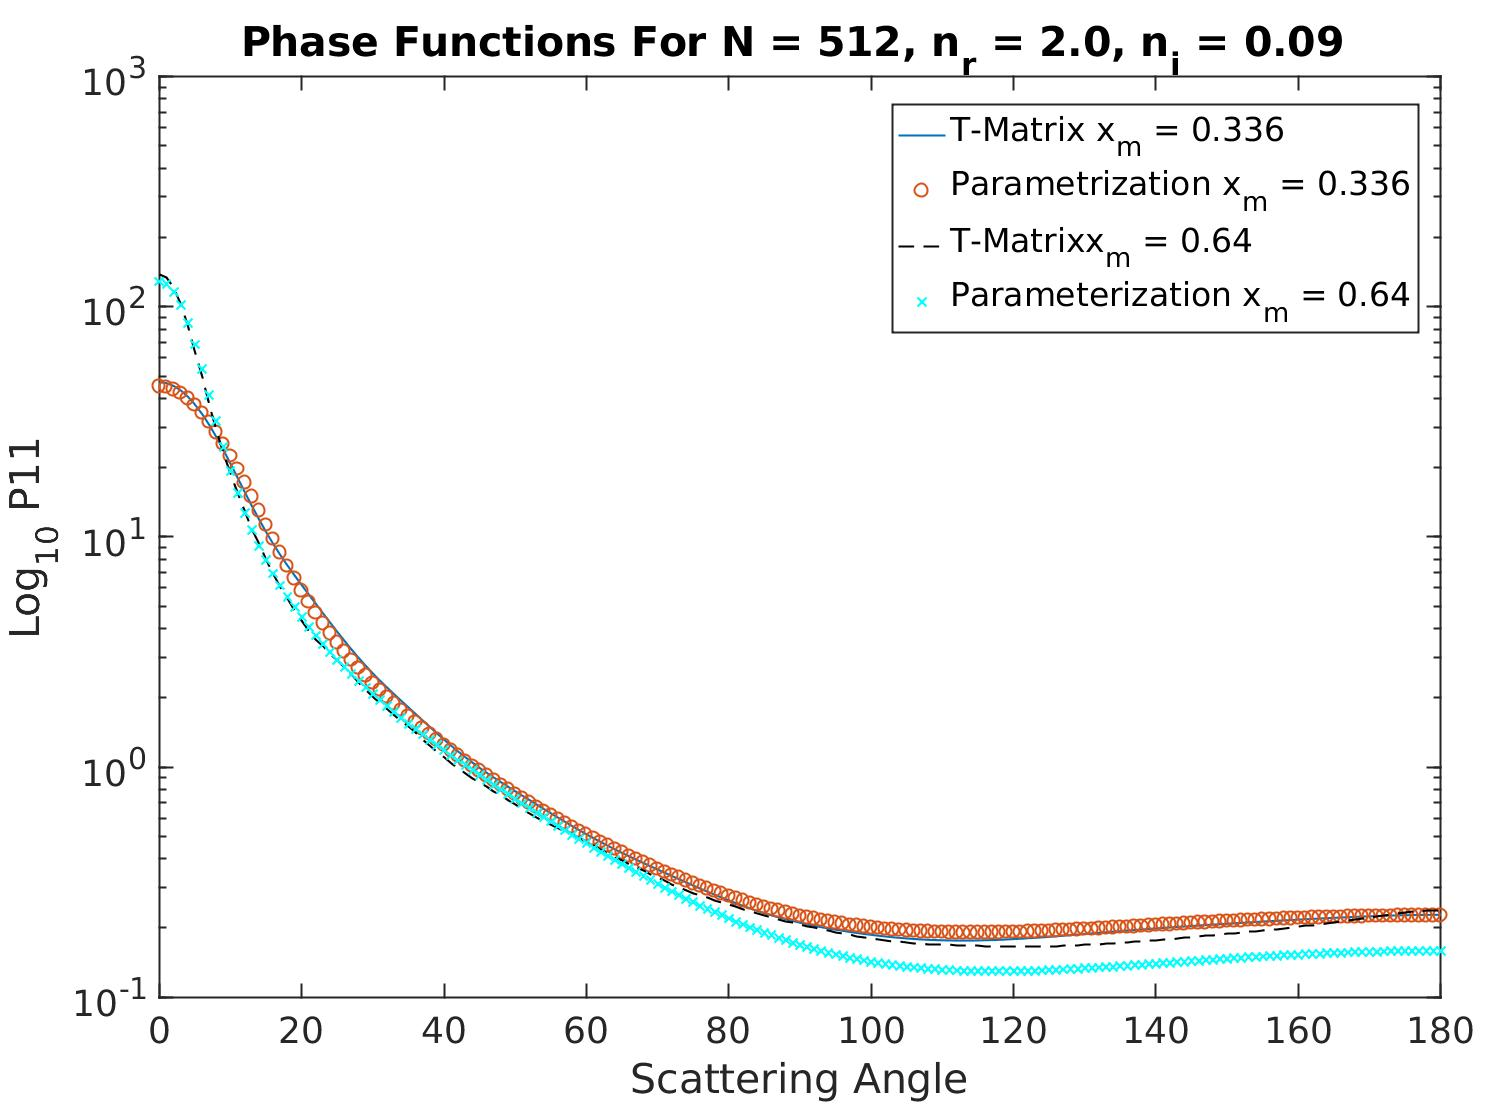 Phase Functions For N = 512, n_r = 2.0, n_i = 0.09
10^3
10^2
10^1
10^0
10^-1
Log_10 P11
T-Matrix x_m = 0.336
Parametrization x_m = 0.336
T-Matrixx_m = 0.64
Parameterization x_m = 0.64
0 20 40 60 80 100 120 140 160 180
Scattering Angle